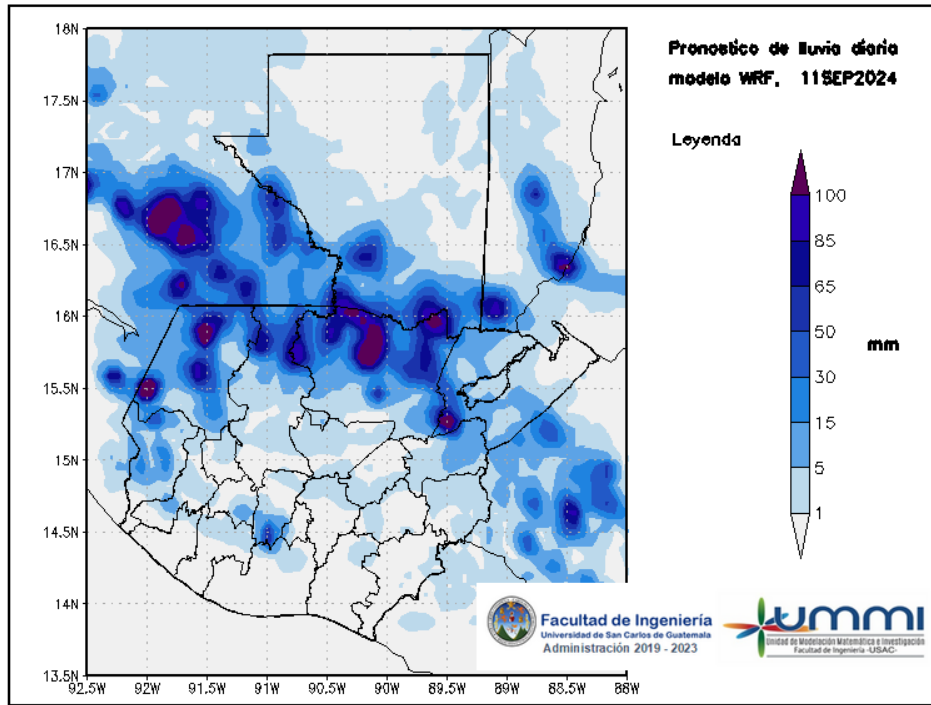 Pronostico de lluvia diaria
modelo WRF, 11SEP2024
Leyenda
18N
17.5N
17N
16.5N
16N
15.5N
15N
14.5N
14N
13.5N
92.5W
92W
91.5W
91W
90.5W
90W
89.5W
89W
88.5W
88W
100
85
65
50
30
15
5
1
mm
Facultad de Ingeniería
Universidad de San Carlos de Guatemala
Administración 2019 - 2023
UMMI
Unidad de Modelación Matemática e Investigación
Facultad de Ingeniería -USAC-